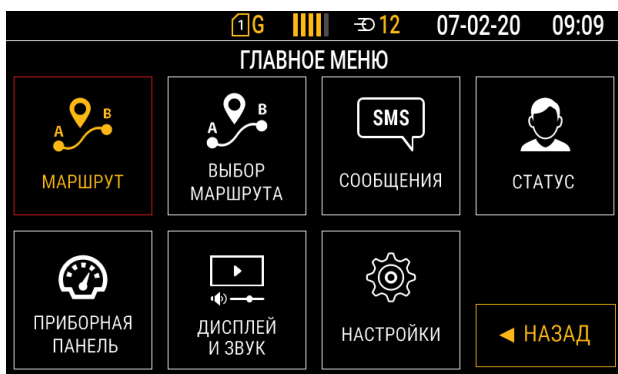 1 G 12 07-02-20 09:09
ГЛАВНОЕ МЕНЮ
A B
МАРШРУТ
A B
ВЫБОР
МАРШРУТА
SMS
СООБЩЕНИЯ
СТАТУС
ПРИБОРНАЯ
ПАНЕЛЬ
ДИСПЛЕЙ
И ЗВУК
НАСТРОЙКИ
НАЗАД